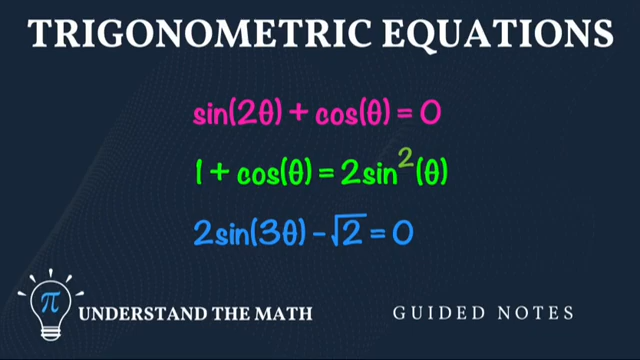 TRIGONOMETRIC EQUATIONS
sin(2θ) + cos(θ) = 0
1 + cos(θ) = 2sin²(θ)
2sin(3θ) − √2 = 0
π
UNDERSTAND THE MATH
GUIDED NOTES